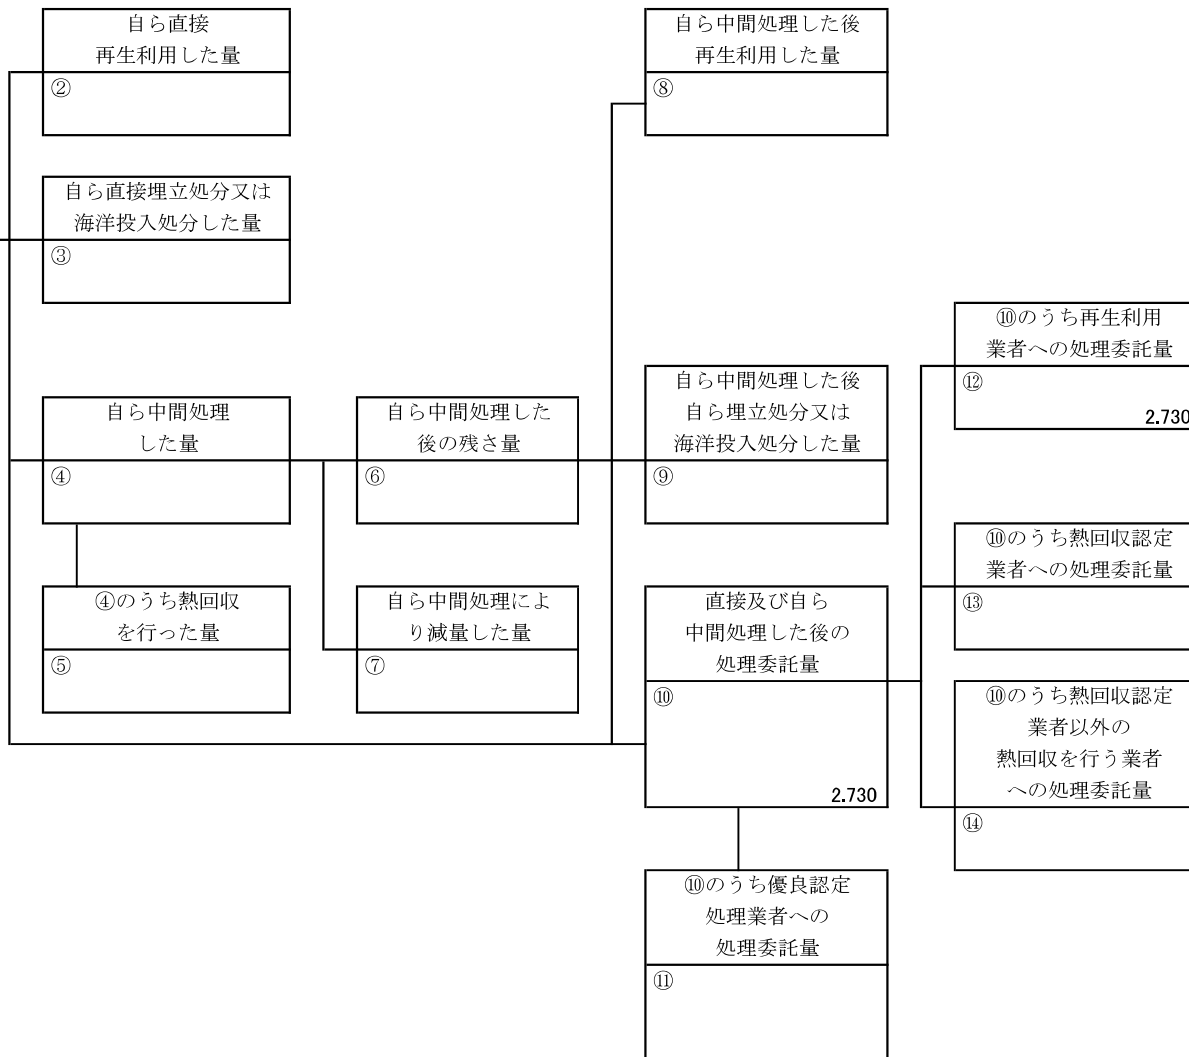 自ら直接
再生利用した量
②
自ら中間処理した後
再生利用した量
⑧
自ら直接埋立処分又は
海洋投入処分した量
③
⑩のうち再生利用
業者への処理委託量
⑫
2.730
自ら中間処理
した量
④
自ら中間処理した
後の残さ量
⑥
自ら中間処理した後
自ら埋立処分又は
海洋投入処分した量
⑨
⑩のうち熱回収認定
業者への処理委託量
⑬
④のうち熱回収
を行った量
⑤
自ら中間処理によ
り減量した量
⑦
直接及び自ら
中間処理した後の
処理委託量
⑩
2.730
⑩のうち熱回収認定
業者以外の
熱回収を行う業者
への処理委託量
⑭
⑩のうち優良認定
処理業者への
処理委託量
⑪